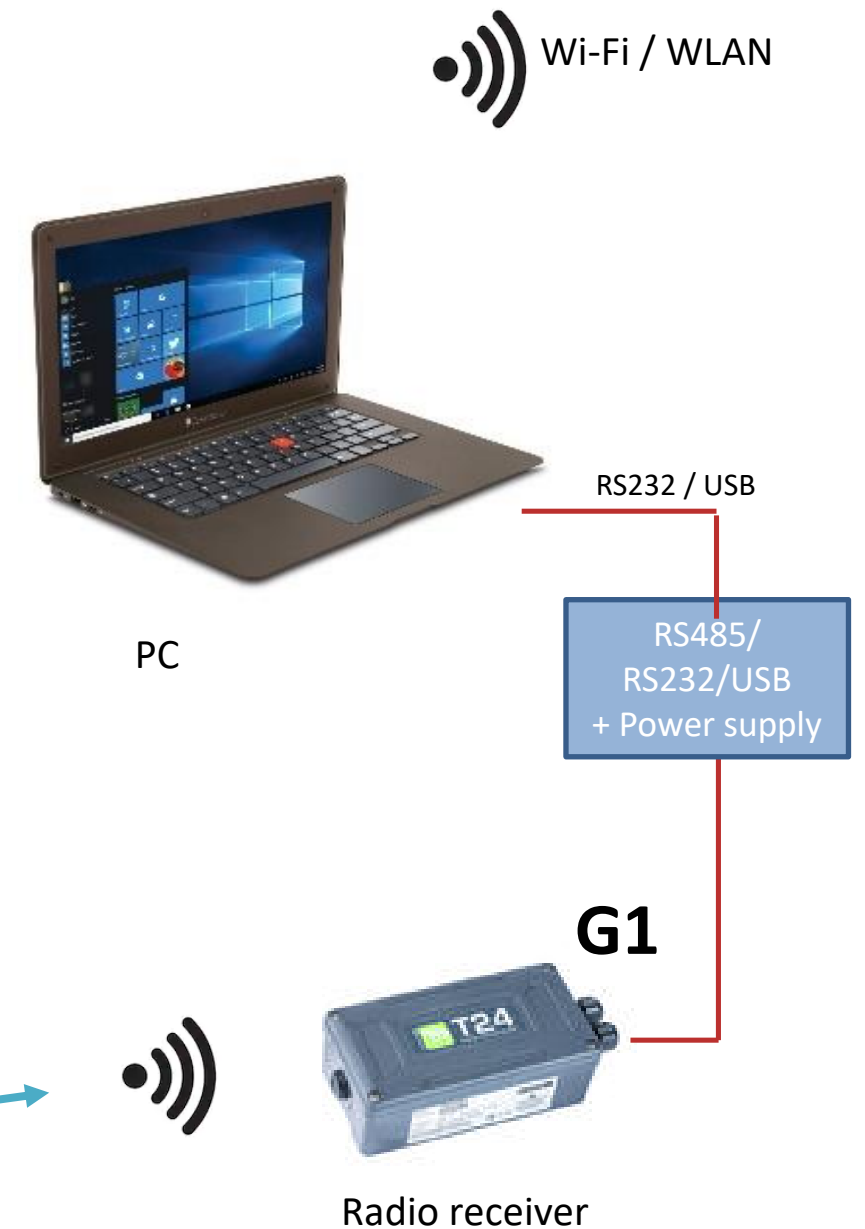 Wi-Fi / WLAN
RS232 / USB
PC
RS485/
RS232/USB
+ Power supply
G1
T24
Radio receiver